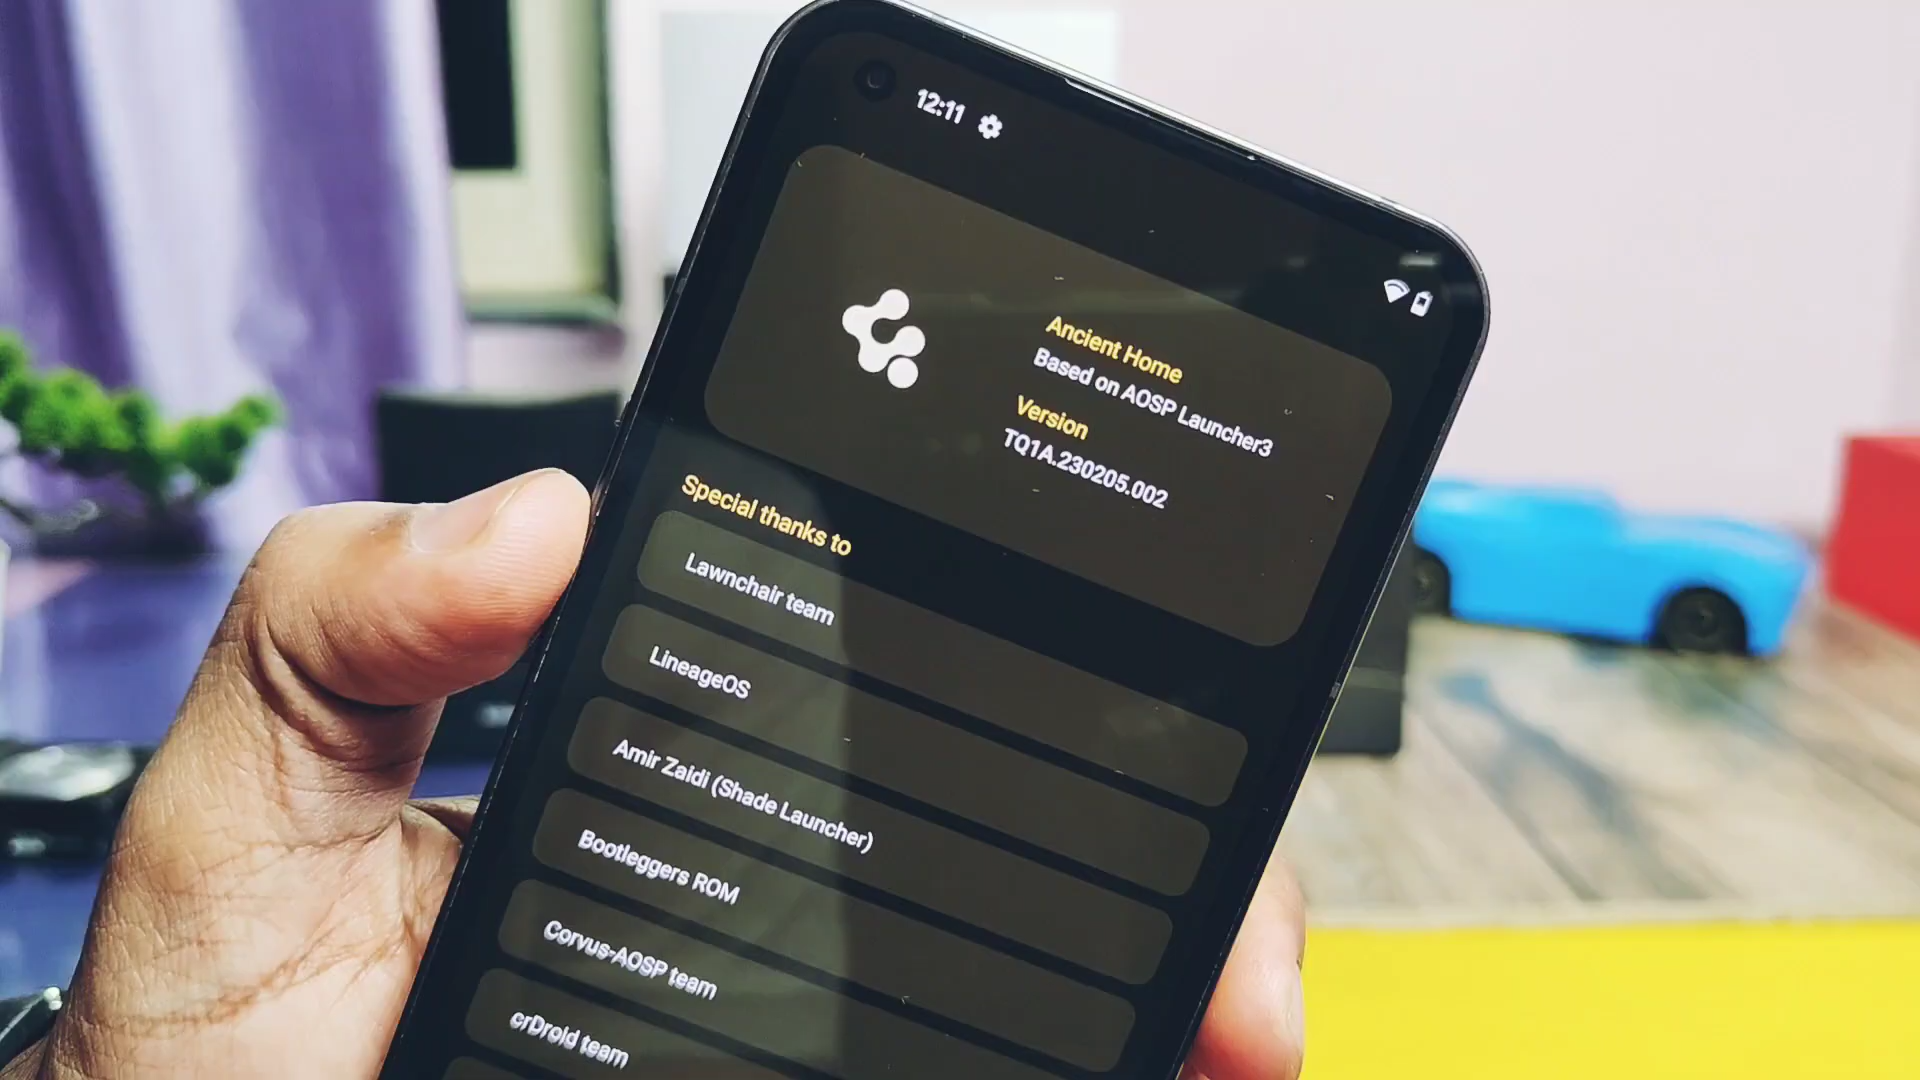 12:11
Ancient Home
Based on AOSP Launcher3
Version
TQ1A.230205.002
Special thanks to
Lawnchair team
LineageOS
Amir Zaidi (Shade Launcher)
Bootleggers ROM
Corvus-AOSP team
crDroid team